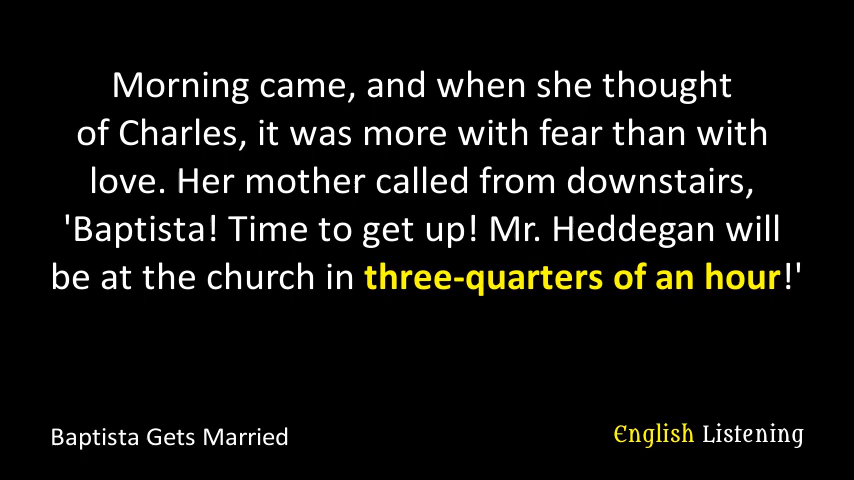 Morning came, and when she thought
of Charles, it was more with fear than with
love. Her mother called from downstairs,
'Baptista! Time to get up! Mr. Heddegan will
be at the church in three-quarters of an hour!'
Baptista Gets Married
English Listening